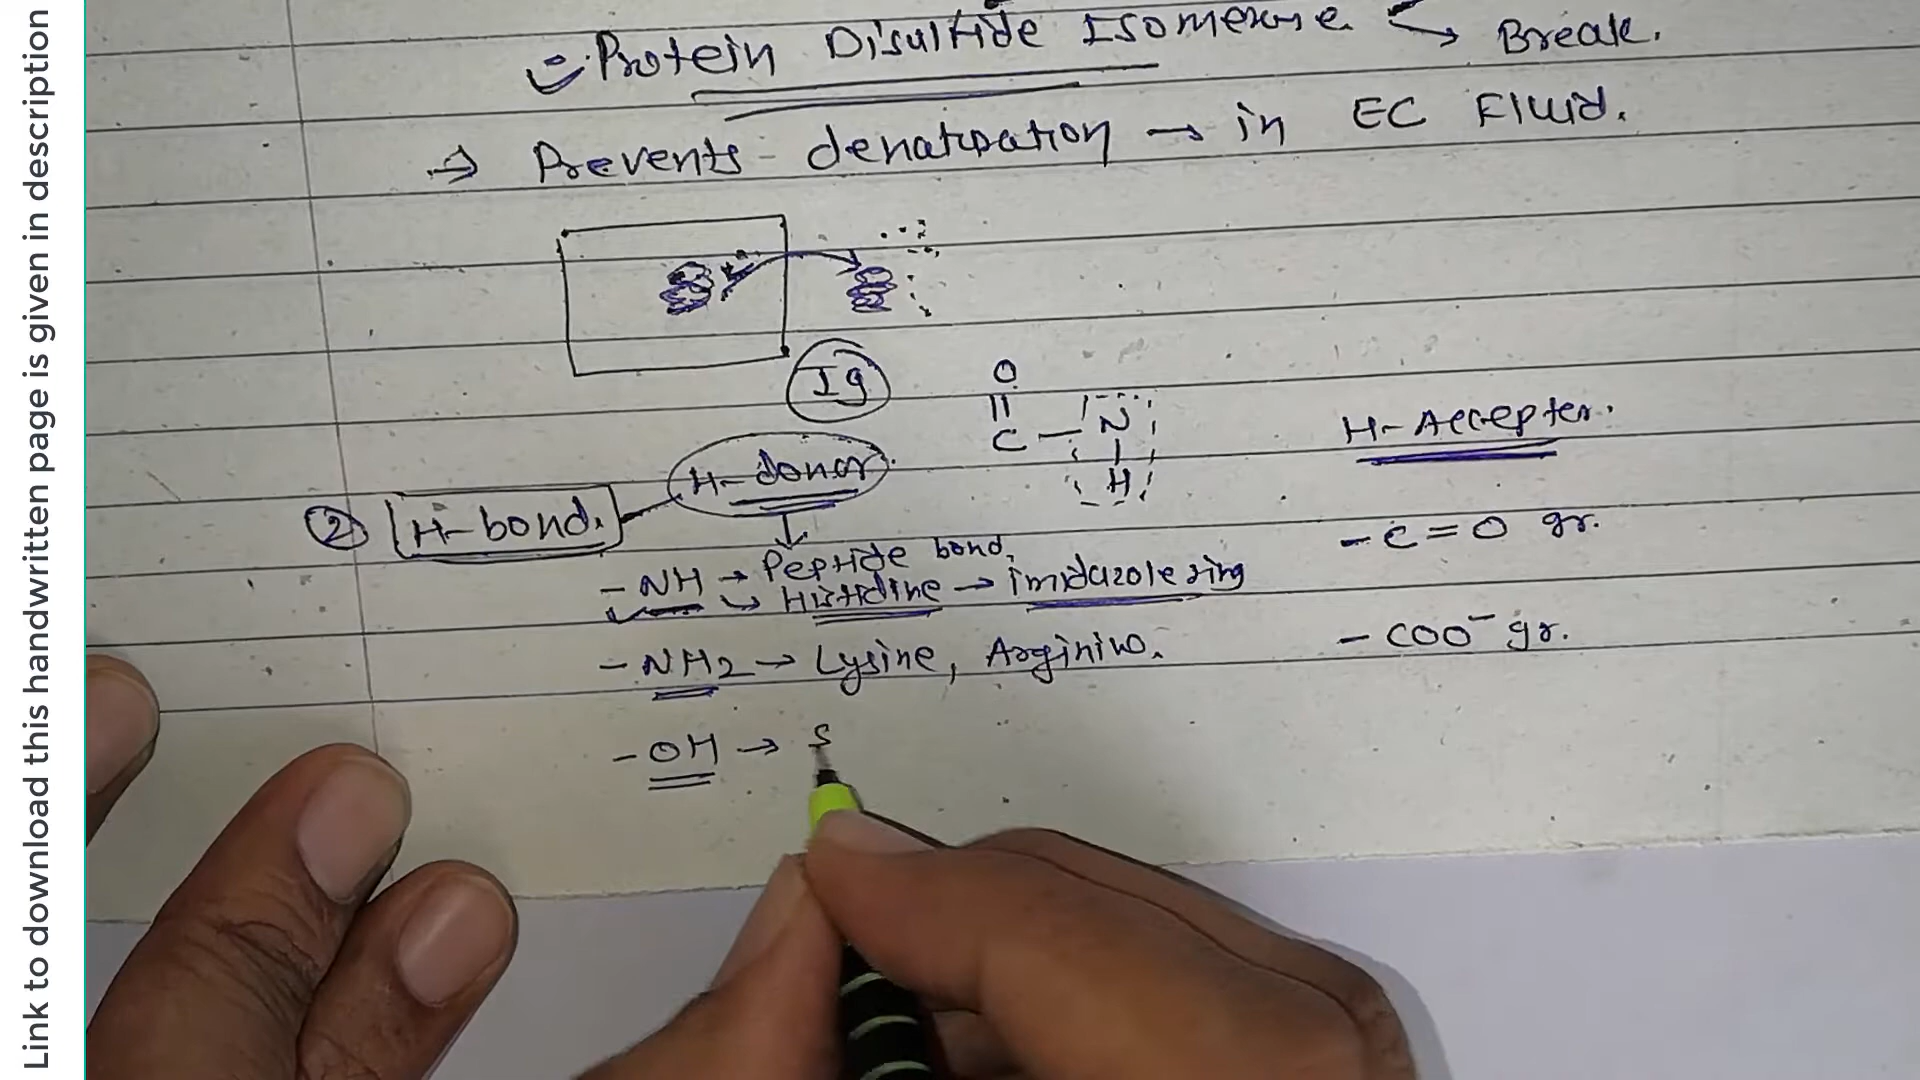 Link to download this handwritten page is given in description
Protein Disulfide Isomerase → Break.
→ Prevents - denaturation → in EC Fluid.
Ig
O
||
C — N
|
H
H- Accepter.
② H-bond. H-donor.
- C = O gr.
- NH → Peptide bond.
→ Histidine → imidazole ring
- NH2 → Lysine, Arginine.
- COO⁻ gr.
- OH → S